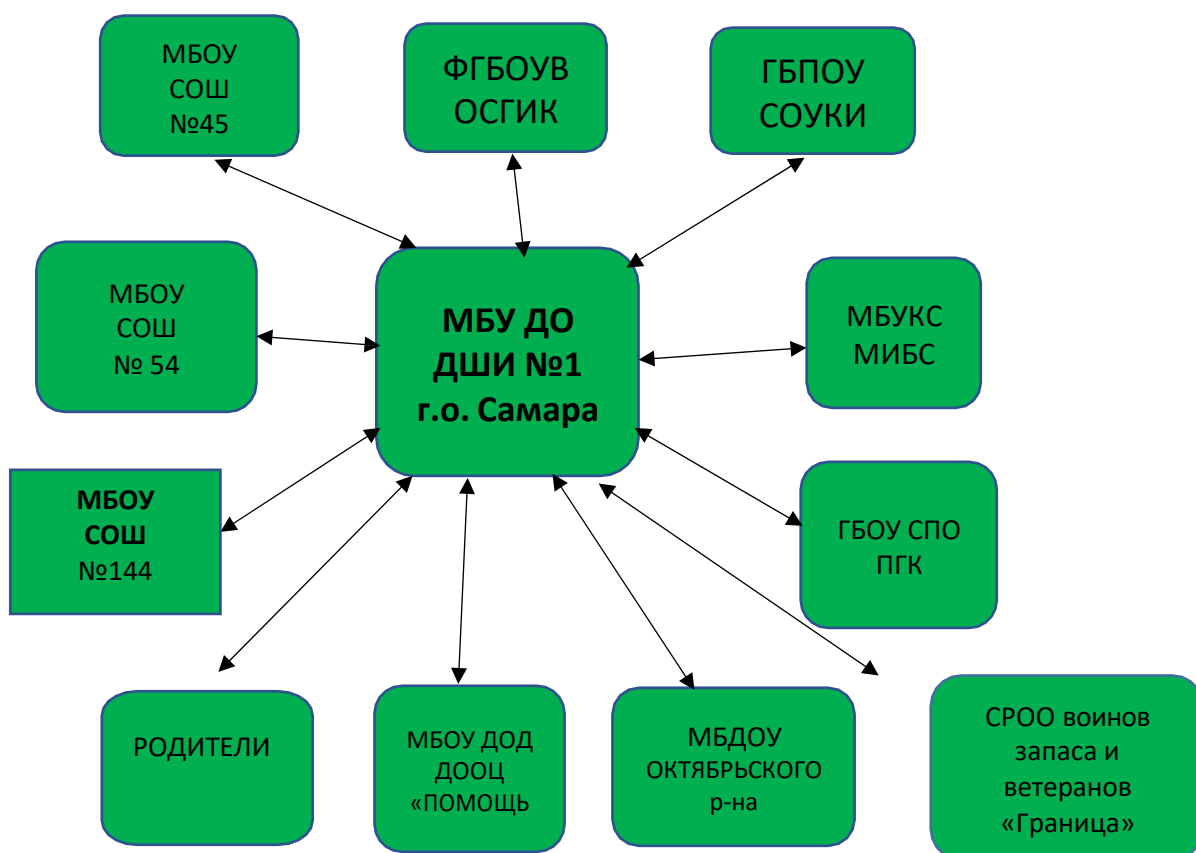 МБОУ
СОШ
№45
ФГБОУВ
ОСГИК
ГБПОУ
СОУКИ
МБОУ
СОШ
№ 54
МБУ ДО
ДШИ №1
г.о. Самара
МБУКС
МИБС
МБОУ
СОШ
№144
ГБОУ СПО
ПГК
РОДИТЕЛИ
МБОУ ДОД
ДООЦ
«ПОМОЩЬ
МБДОУ
ОКТЯБРЬСКОГО
р-на
СРОО воинов
запаса и
ветеранов
«Граница»